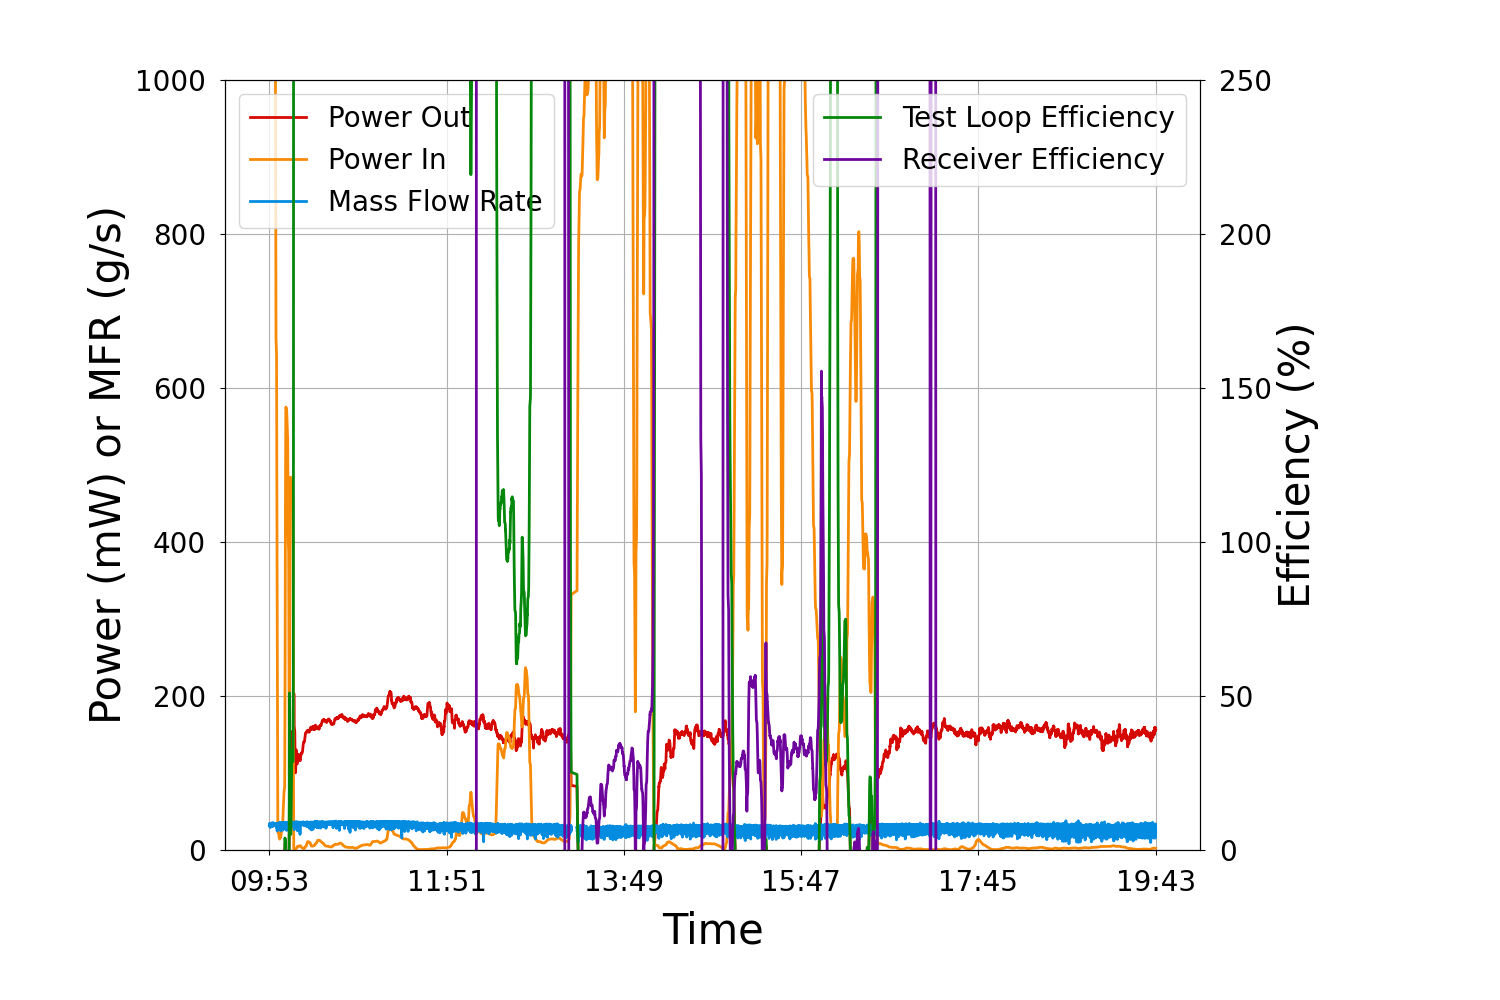 1000
800
600
400
200
0
Power (mW) or MFR (g/s)
Power Out
Power In
Mass Flow Rate
Test Loop Efficiency
Receiver Efficiency
250
200
150
100
50
0
Efficiency (%)
09:53
11:51
13:49
15:47
17:45
19:43
Time